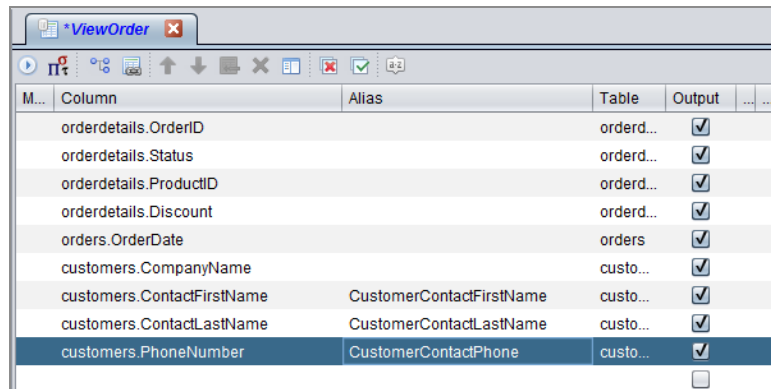 *ViewOrder
M... Column Alias Table Output ... ...
orderdetails.OrderID orderd...
orderdetails.Status orderd...
orderdetails.ProductID orderd...
orderdetails.Discount orderd...
orders.OrderDate orders
customers.CompanyName custo...
customers.ContactFirstName CustomerContactFirstName custo...
customers.ContactLastName CustomerContactLastName custo...
customers.PhoneNumber CustomerContactPhone custo...